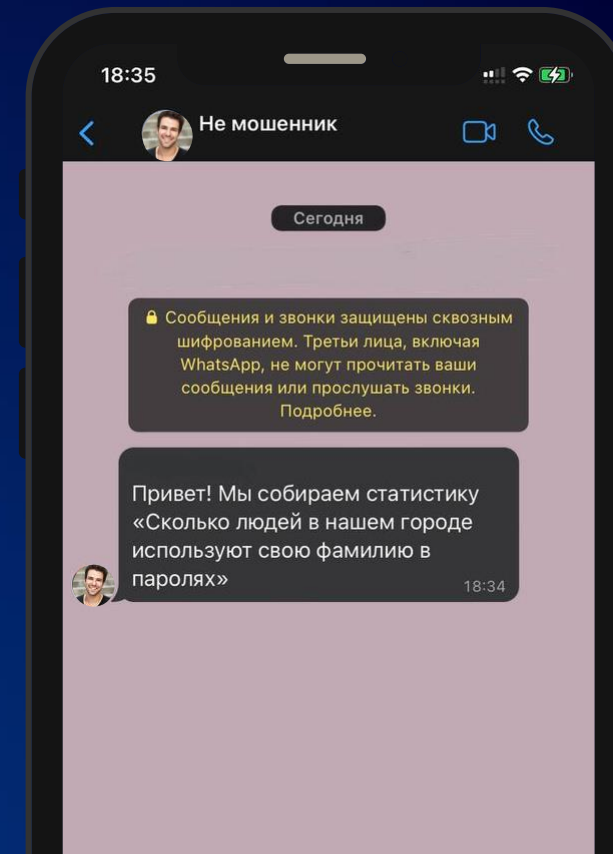 18:35
Не мошенник
Сегодня
Сообщения и звонки защищены сквозным
шифрованием. Третьи лица, включая
WhatsApp, не могут прочитать ваши
сообщения или прослушать звонки.
Подробнее.
Привет! Мы собираем статистику
«Сколько людей в нашем городе
используют свою фамилию в
паролях»
18:34